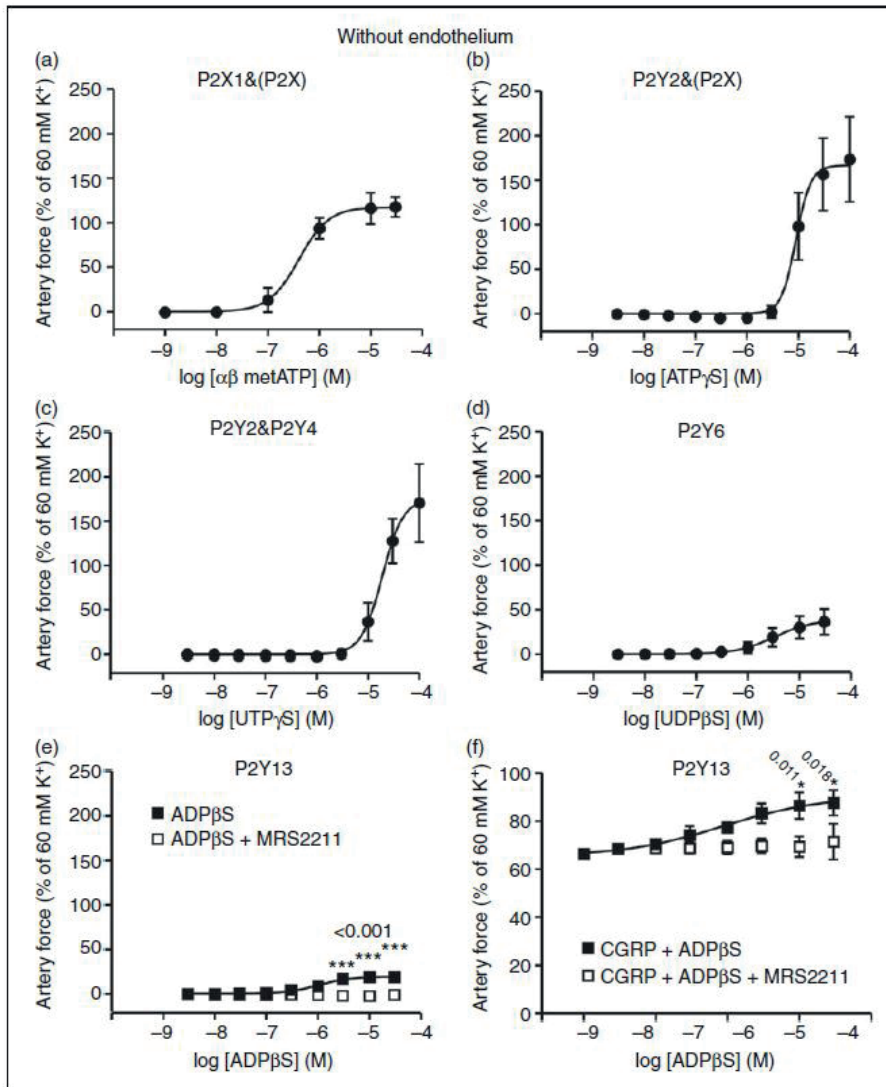 Without endothelium
(a)
P2X1&(P2X)
Artery force (% of 60 mM K⁺)
250
200
150
100
50
0
−9
−8
−7
−6
−5
−4
log [αβ metATP] (M)
(b)
P2Y2&(P2X)
Artery force (% of 60 mM K⁺)
250
200
150
100
50
0
−9
−8
−7
−6
−5
−4
log [ATPγS] (M)
(c)
P2Y2&P2Y4
Artery force (% of 60 mM K⁺)
250
200
150
100
50
0
−9
−8
−7
−6
−5
−4
log [UTPγS] (M)
(d)
P2Y6
Artery force (% of 60 mM K⁺)
250
200
150
100
50
0
−9
−8
−7
−6
−5
−4
log [UDPβS] (M)
(e)
P2Y13
ADPβS
ADPβS + MRS2211
<0.001
*** *** ***
Artery force (% of 60 mM K⁺)
250
200
150
100
50
0
−9
−8
−7
−6
−5
−4
log [ADPβS] (M)
(f)
P2Y13
0.011*
0.018*
CGRP + ADPβS
CGRP + ADPβS + MRS2211
Artery force (% of 60 mM K⁺)
100
80
60
40
20
0
−9
−8
−7
−6
−5
−4
log [ADPβS] (M)